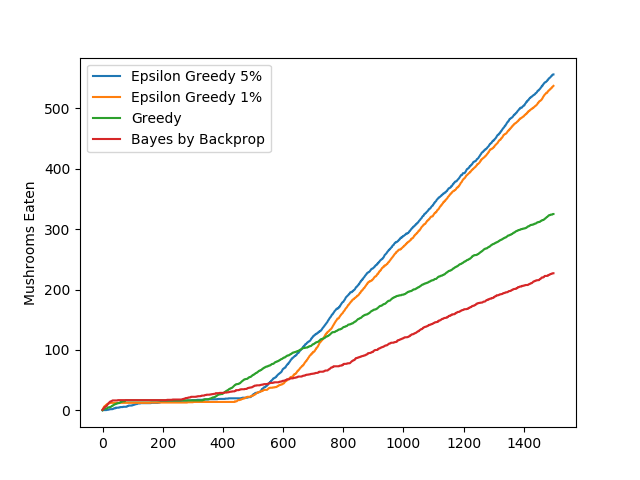 Epsilon Greedy 5%
Epsilon Greedy 1%
Greedy
Bayes by Backprop
Mushrooms Eaten
500
400
300
200
100
0
0 200 400 600 800 1000 1200 1400